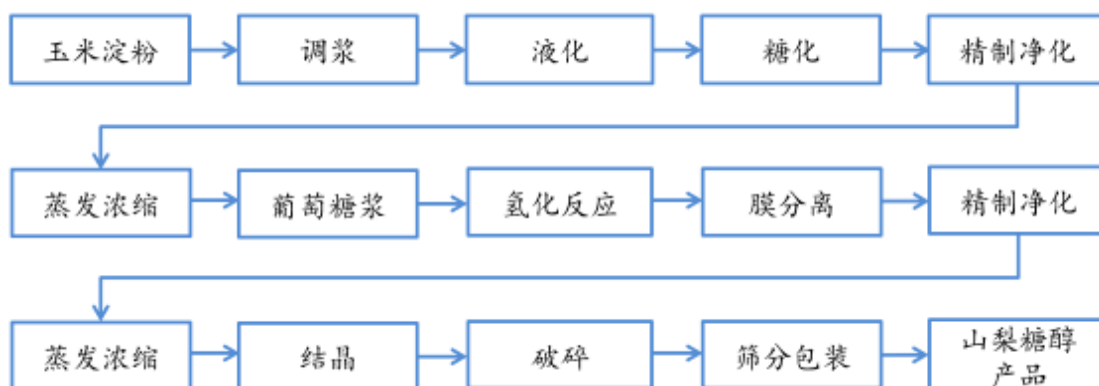 玉米淀粉
调浆
液化
糖化
精制净化
蒸发浓缩
葡萄糖浆
氢化反应
膜分离
精制净化
蒸发浓缩
结晶
破碎
筛分包装
山梨糖醇
产品